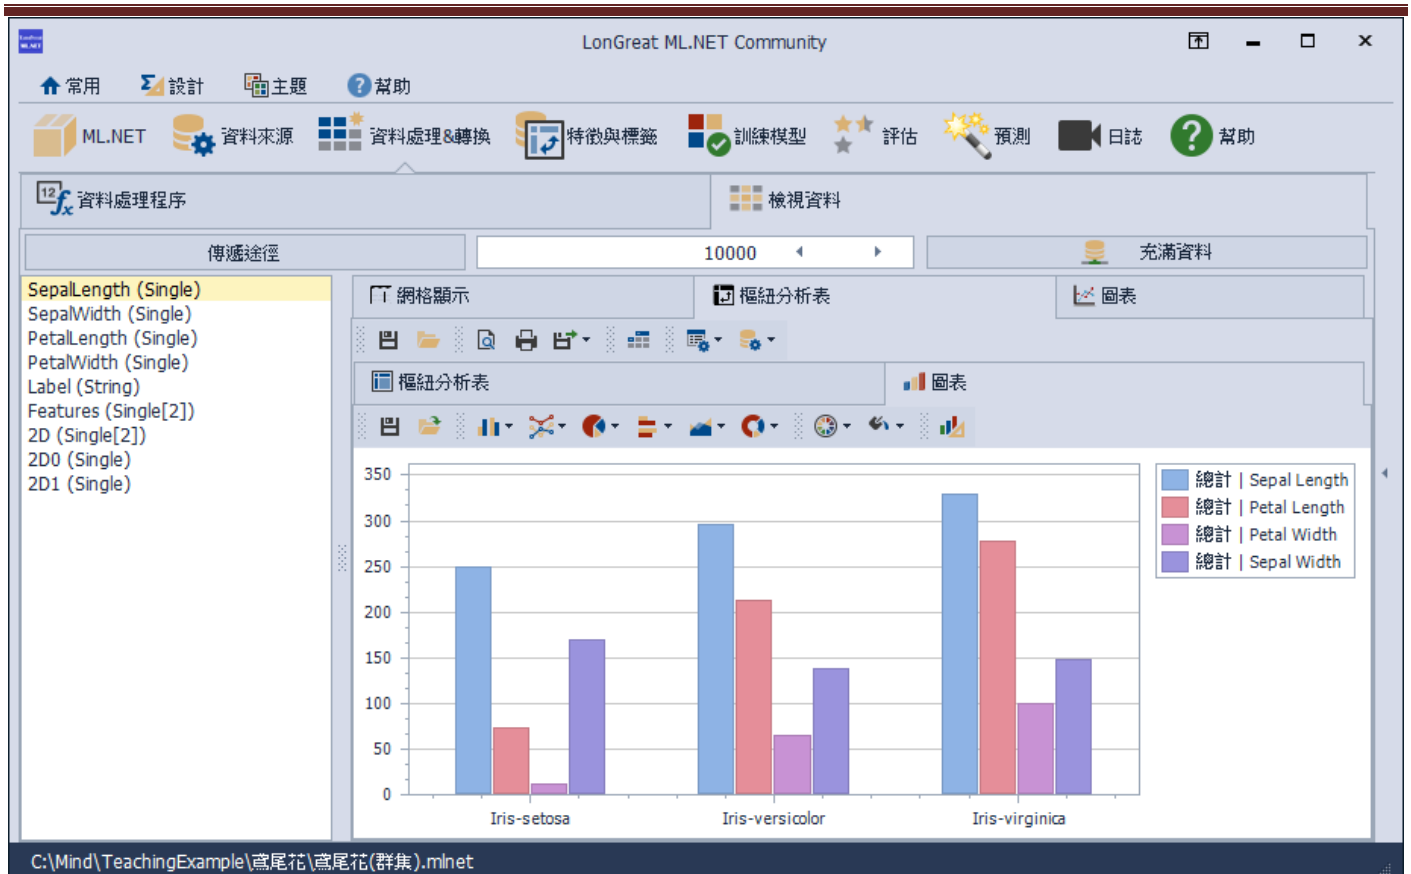 LonGreat ML.NET
LonGreat ML.NET Community
常用 設計 主題 幫助
ML.NET 資料來源 資料處理&轉換 特徵與標籤 訓練模型 評估 預測 日誌 幫助
資料處理程序 檢視資料
傳遞途徑 10000 充滿資料
SepalLength (Single)
SepalWidth (Single)
PetalLength (Single)
PetalWidth (Single)
Label (String)
Features (Single[2])
2D (Single[2])
2D0 (Single)
2D1 (Single)
網格顯示 樞紐分析表 圖表
樞紐分析表 圖表
350
300
250
200
150
100
50
0
Iris-setosa Iris-versicolor Iris-virginica
總計 | Sepal Length
總計 | Petal Length
總計 | Petal Width
總計 | Sepal Width
C:\Mind\TeachingExample\鳶尾花\鳶尾花(群集).mlnet